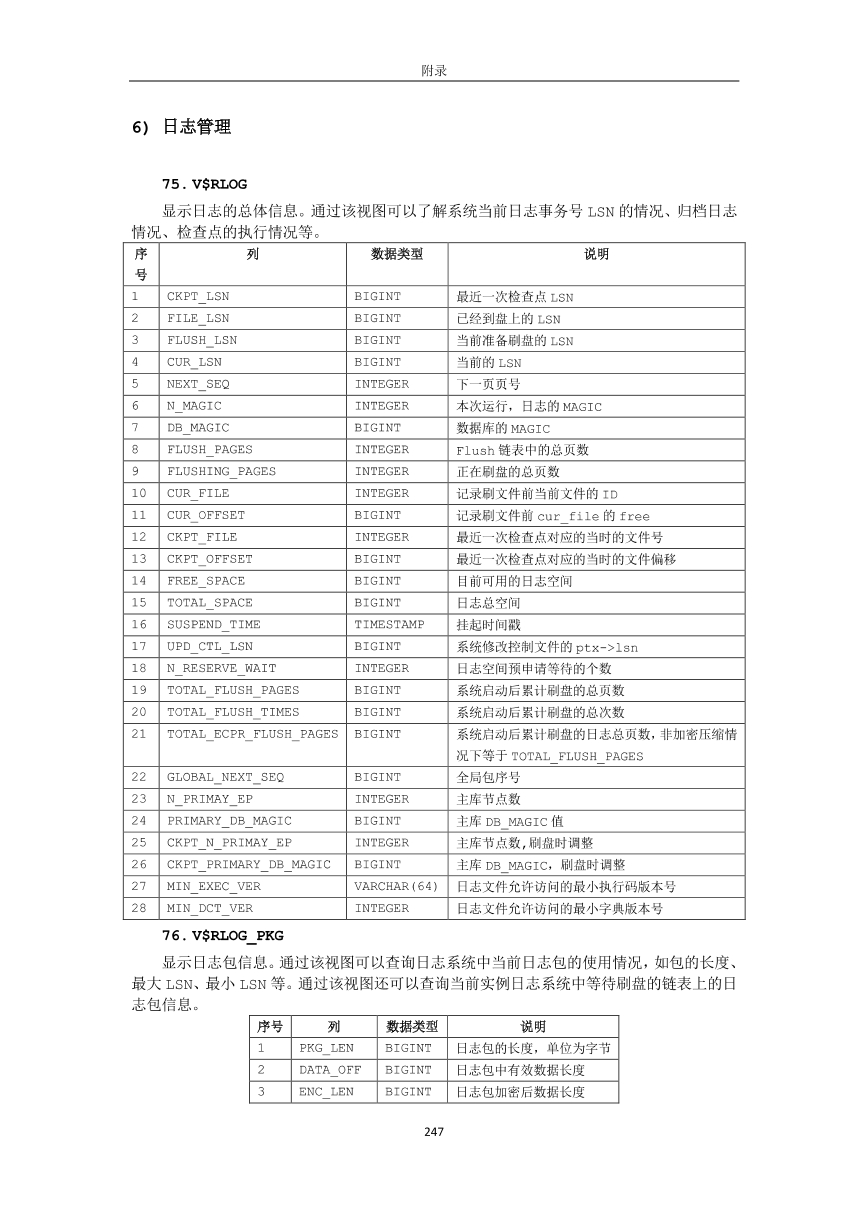 附录
6) 日志管理
75. V$RLOG
显示日志的总体信息。通过该视图可以了解系统当前日志事务号 LSN 的情况、归档日志
情况、检查点的执行情况等。
序号 列 数据类型 说明
1 CKPT_LSN BIGINT 最近一次检查点 LSN
2 FILE_LSN BIGINT 已经到盘上的 LSN
3 FLUSH_LSN BIGINT 当前准备刷盘的 LSN
4 CUR_LSN BIGINT 当前的 LSN
5 NEXT_SEQ INTEGER 下一页页号
6 N_MAGIC INTEGER 本次运行，日志的 MAGIC
7 DB_MAGIC BIGINT 数据库的 MAGIC
8 FLUSH_PAGES INTEGER Flush 链表中的总页数
9 FLUSHING_PAGES INTEGER 正在刷盘的总页数
10 CUR_FILE INTEGER 记录刷文件前当前文件的 ID
11 CUR_OFFSET BIGINT 记录刷文件前 cur_file 的 free
12 CKPT_FILE INTEGER 最近一次检查点对应的当时的文件号
13 CKPT_OFFSET BIGINT 最近一次检查点对应的当时的文件偏移
14 FREE_SPACE BIGINT 目前可用的日志空间
15 TOTAL_SPACE BIGINT 日志总空间
16 SUSPEND_TIME TIMESTAMP 挂起时间戳
17 UPD_CTL_LSN BIGINT 系统修改控制文件的 ptx->lsn
18 N_RESERVE_WAIT INTEGER 日志空间预申请等待的个数
19 TOTAL_FLUSH_PAGES BIGINT 系统启动后累计刷盘的总页数
20 TOTAL_FLUSH_TIMES BIGINT 系统启动后累计刷盘的总次数
21 TOTAL_ECPR_FLUSH_PAGES BIGINT 系统启动后累计刷盘的日志总页数，非加密压缩情
况下等于 TOTAL_FLUSH_PAGES
22 GLOBAL_NEXT_SEQ BIGINT 全局包序号
23 N_PRIMAY_EP INTEGER 主库节点数
24 PRIMARY_DB_MAGIC BIGINT 主库 DB_MAGIC 值
25 CKPT_N_PRIMAY_EP INTEGER 主库节点数,刷盘时调整
26 CKPT_PRIMARY_DB_MAGIC BIGINT 主库 DB_MAGIC，刷盘时调整
27 MIN_EXEC_VER VARCHAR(64) 日志文件允许访问的最小执行码版本号
28 MIN_DCT_VER INTEGER 日志文件允许访问的最小字典版本号
76. V$RLOG_PKG
显示日志包信息。通过该视图可以查询日志系统中当前日志包的使用情况，如包的长度、
最大 LSN、最小 LSN 等。通过该视图还可以查询当前实例日志系统中等待刷盘的链表上的日
志包信息。
序号 列 数据类型 说明
1 PKG_LEN BIGINT 日志包的长度，单位为字节
2 DATA_OFF BIGINT 日志包中有效数据长度
3 ENC_LEN BIGINT 日志包加密后数据长度
247